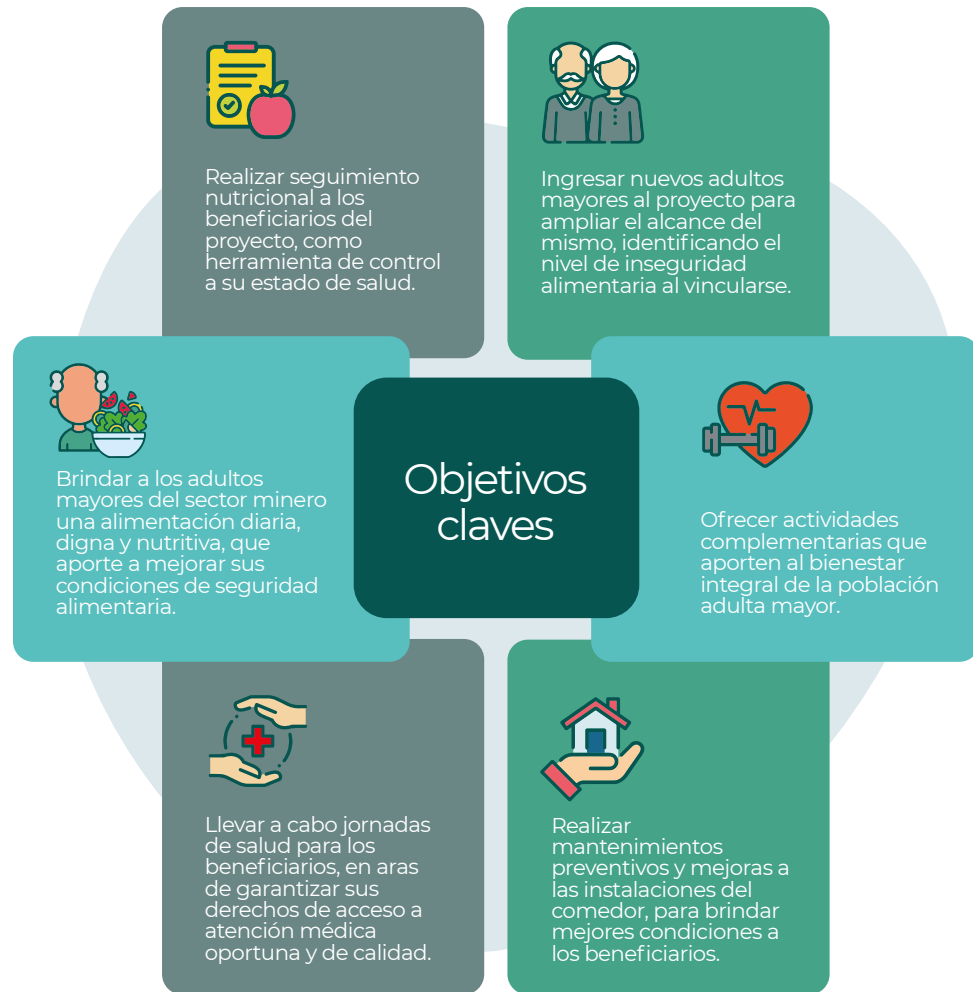 Realizar seguimiento
nutricional a los
beneficiarios del
proyecto, como
herramienta de control
a su estado de salud.
Ingresar nuevos adultos
mayores al proyecto para
ampliar el alcance del
mismo, identificando el
nivel de inseguridad
alimentaria al vincularse.
Brindar a los adultos
mayores del sector minero
una alimentación diaria,
digna y nutritiva, que
aporte a mejorar sus
condiciones de seguridad
alimentaria.
Objetivos
claves
Ofrecer actividades
complementarias que
aporten al bienestar
integral de la población
adulta mayor.
Llevar a cabo jornadas
de salud para los
beneficiarios, en aras
de garantizar sus
derechos de acceso a
atención médica
oportuna y de calidad.
Realizar
mantenimientos
preventivos y mejoras a
las instalaciones del
comedor, para brindar
mejores condiciones a
los beneficiarios.